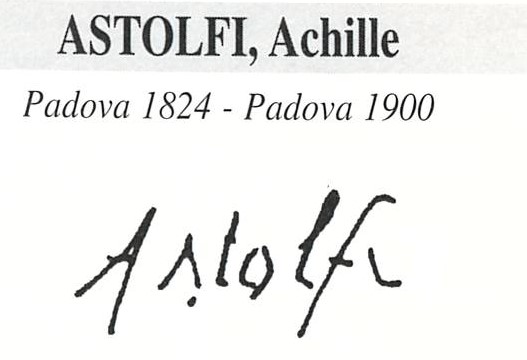 ASTOLFI, Achille
Padova 1824 - Padova 1900
Astolfi